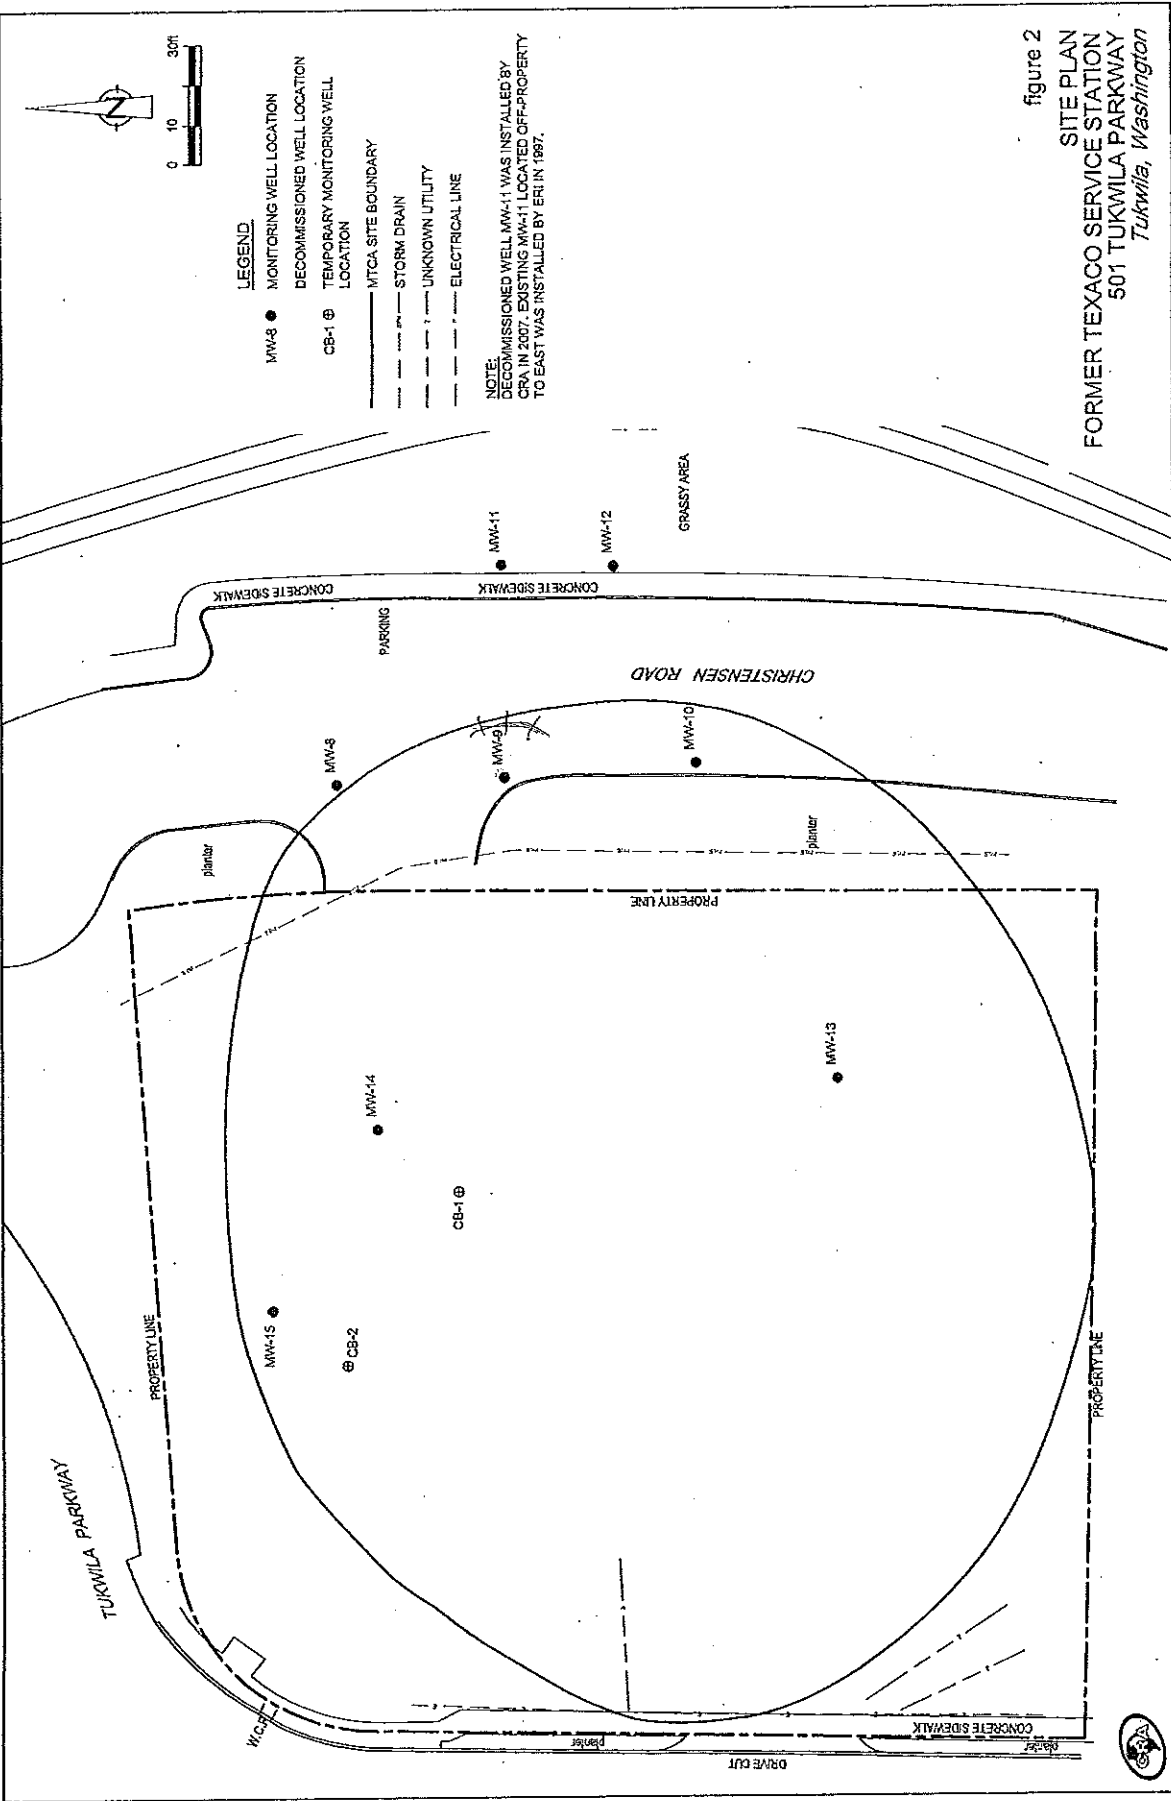 TUKWILA PARKWAY
PROPERTY LINE
W.C.R.
MW-15
CB-2
CB-1
MW-14
MW-13
planter
MW-8
MW-9
MW-10
planter
PROPERTY LINE
PROPERTY LINE
CHRISTENSEN ROAD
PARKING
CONCRETE SIDEWALK
CONCRETE SIDEWALK
MW-11
MW-12
GRASSY AREA
CONCRETE SIDEWALK
planter
planter
DRIVE CUT
N
0
10
30ft
LEGEND
MW-8 MONITORING WELL LOCATION
DECOMMISSIONED WELL LOCATION
CB-1 TEMPORARY MONITORING WELL
LOCATION
MTCA SITE BOUNDARY
STORM DRAIN
UNKNOWN UTILITY
ELECTRICAL LINE
NOTE:
DECOMMISSIONED WELL MW-11 WAS INSTALLED BY
CRA IN 2007. EXISTING MW-11 LOCATED OFF-PROPERTY
TO EAST WAS INSTALLED BY ERI IN 1997.
figure 2
SITE PLAN
FORMER TEXACO SERVICE STATION
501 TUKWILA PARKWAY
Tukwila, Washington